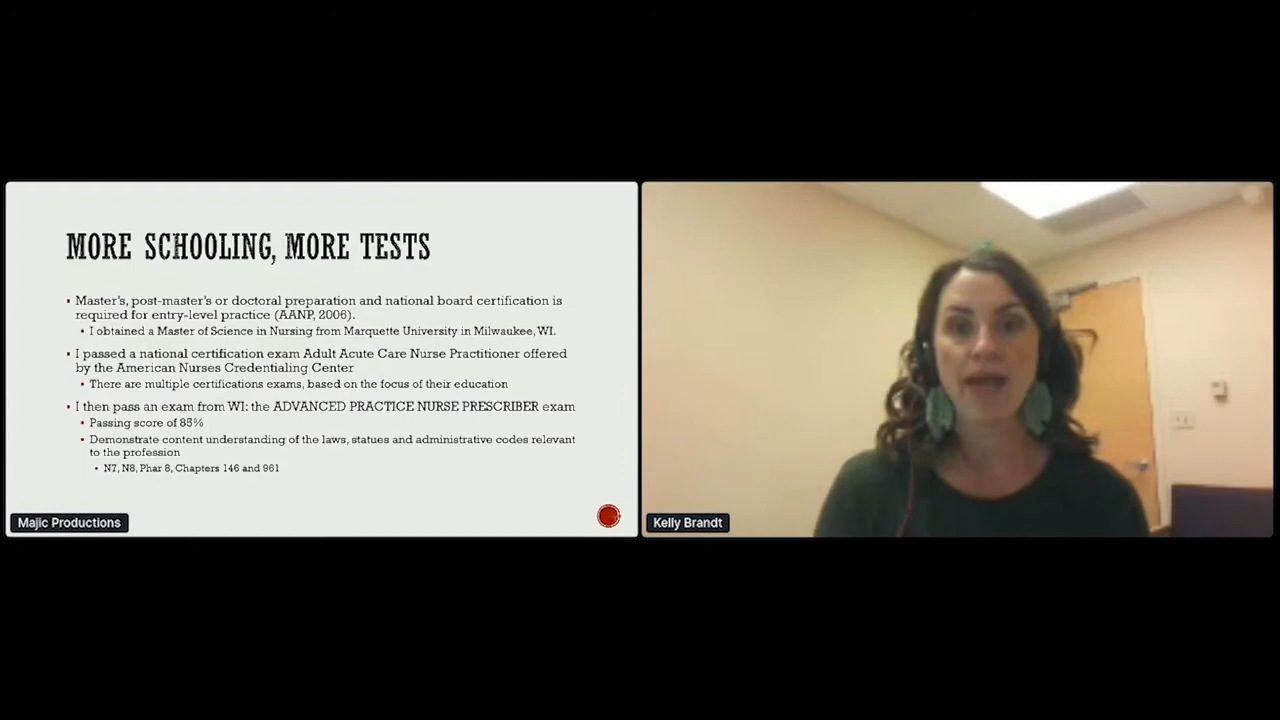 MORE SCHOOLING, MORE TESTS
▪ Master's, post-master's or doctoral preparation and national board certification is
required for entry-level practice (AANP, 2006).
▪ I obtained a Master of Science in Nursing from Marquette University in Milwaukee, WI.
▪ I passed a national certification exam Adult Acute Care Nurse Practitioner offered
by the American Nurses Credentialing Center
▪ There are multiple certifications exams, based on the focus of their education
▪ I then pass an exam from WI: the ADVANCED PRACTICE NURSE PRESCRIBER exam
▪ Passing score of 88%
▪ Demonstrate content understanding of the laws, statues and administrative codes relevant
to the profession
▪ N7, N8, Phar 8, Chapters 146 and 961
Majic Productions
Kelly Brandt